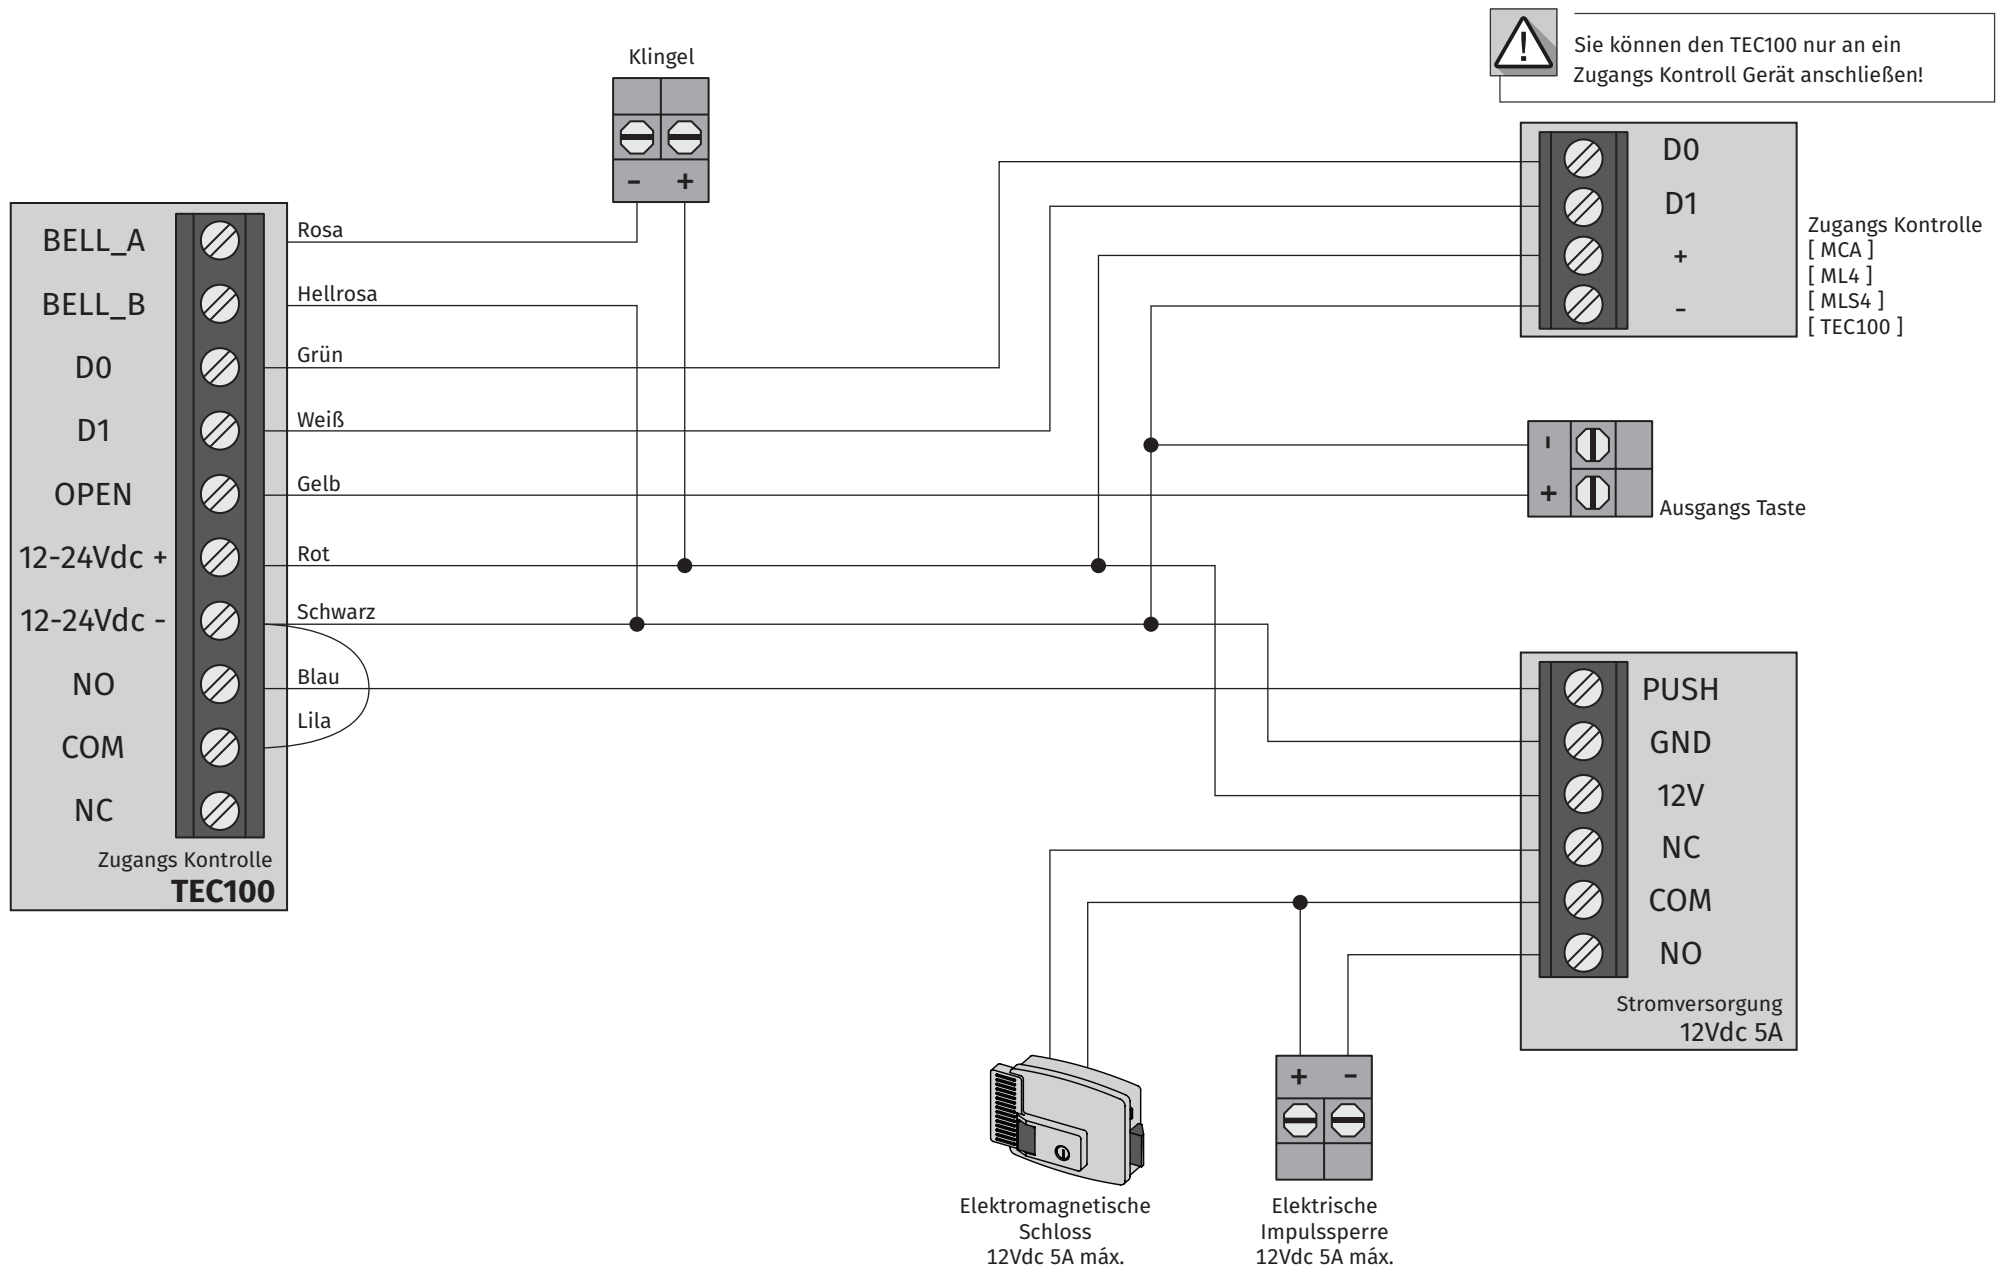 Sie können den TEC100 nur an ein
Zugangs Kontroll Gerät anschließen!
Klingel
- +
BELL_A
BELL_B
D0
D1
OPEN
12-24Vdc +
12-24Vdc -
NO
COM
NC
Zugangs Kontrolle
TEC100
Rosa
Hellrosa
Grün
Weiß
Gelb
Rot
Schwarz
Blau
Lila
D0
D1
+
-
Zugangs Kontrolle
[ MCA ]
[ ML4 ]
[ MLS4 ]
[ TEC100 ]
-
+
Ausgangs Taste
PUSH
GND
12V
NC
COM
NO
Stromversorgung
12Vdc 5A
Elektromagnetische
Schloss
12Vdc 5A máx.
+ -
Elektrische
Impulssperre
12Vdc 5A máx.